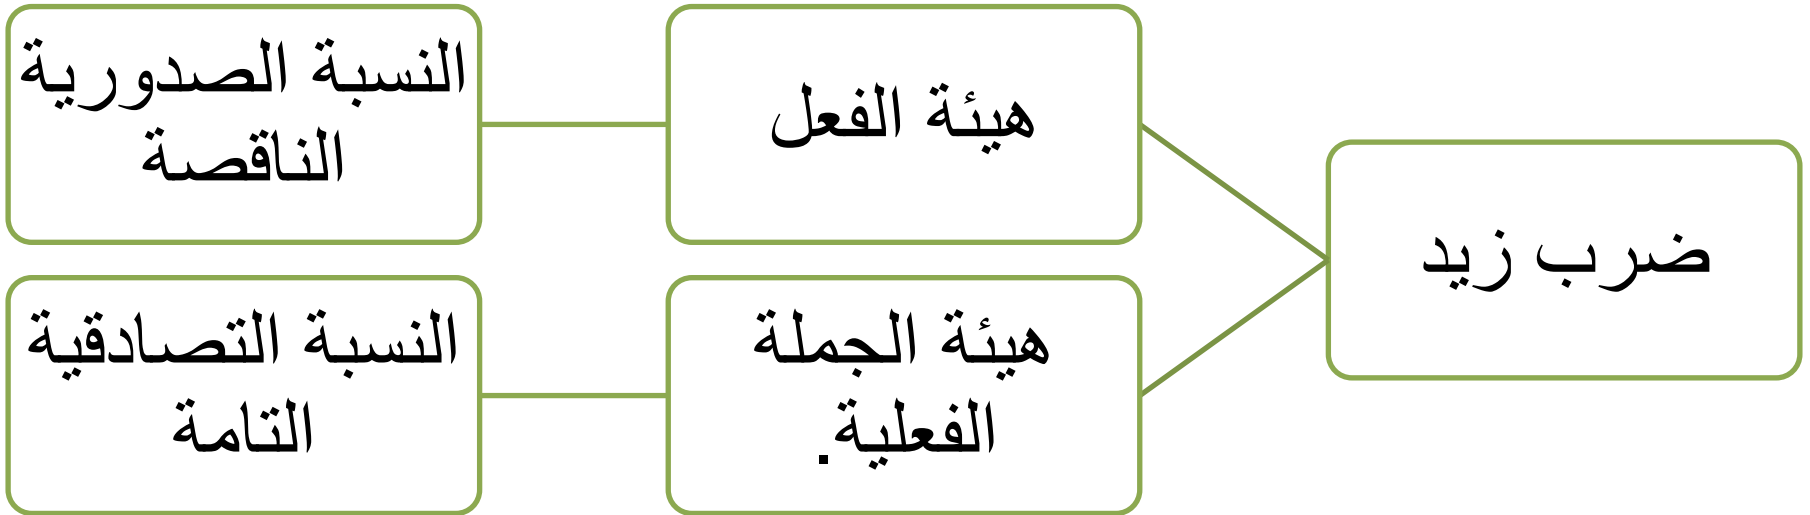 ضرب زيد
هيئة الفعل
النسبة الصدورية
الناقصة
هيئة الجملة
الفعلية.
النسبة التصادقية
التامة